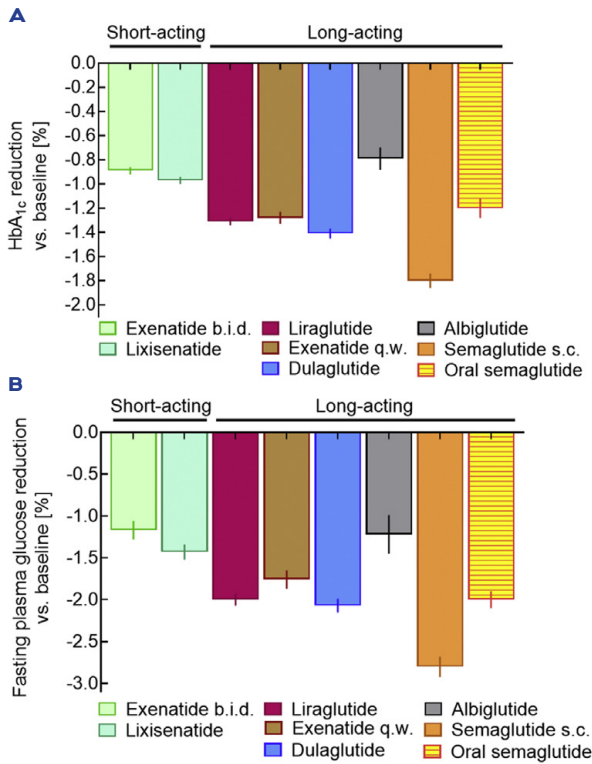 A
Short-acting Long-acting
HbA1c reduction
vs. baseline [%]
0.0
-0.2
-0.4
-0.6
-0.8
-1.0
-1.2
-1.4
-1.6
-1.8
-2.0
Exenatide b.i.d. Liraglutide Albiglutide
Lixisenatide Exenatide q.w. Semaglutide s.c.
Dulaglutide Oral semaglutide
B
Short-acting Long-acting
Fasting plasma glucose reduction
vs. baseline [%]
0.0
-0.5
-1.0
-1.5
-2.0
-2.5
-3.0
Exenatide b.i.d. Liraglutide Albiglutide
Lixisenatide Exenatide q.w. Semaglutide s.c.
Dulaglutide Oral semaglutide